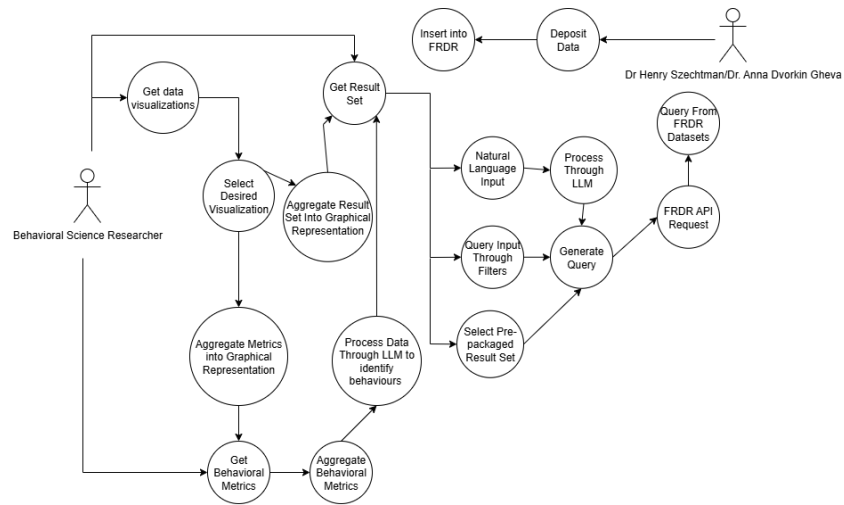 Insert into
FRDR
Deposit
Data
Dr Henry Szechtman/Dr. Anna Dvorkin Gheva
Get data
visualizations
Get Result
Set
Query From
FRDR
Datasets
Natural
Language
Input
Process
Through
LLM
Select
Desired
Visualization
Aggregate Result
Set Into Graphical
Representation
FRDR API
Request
Behavioral Science Researcher
Query Input
Through
Filters
Generate
Query
Aggregate Metrics
into Graphical
Representation
Process Data
Through LLM to
identify
behaviours
Select Pre-
packaged
Result Set
Get
Behavioral
Metrics
Aggregate
Behavioral
Metrics